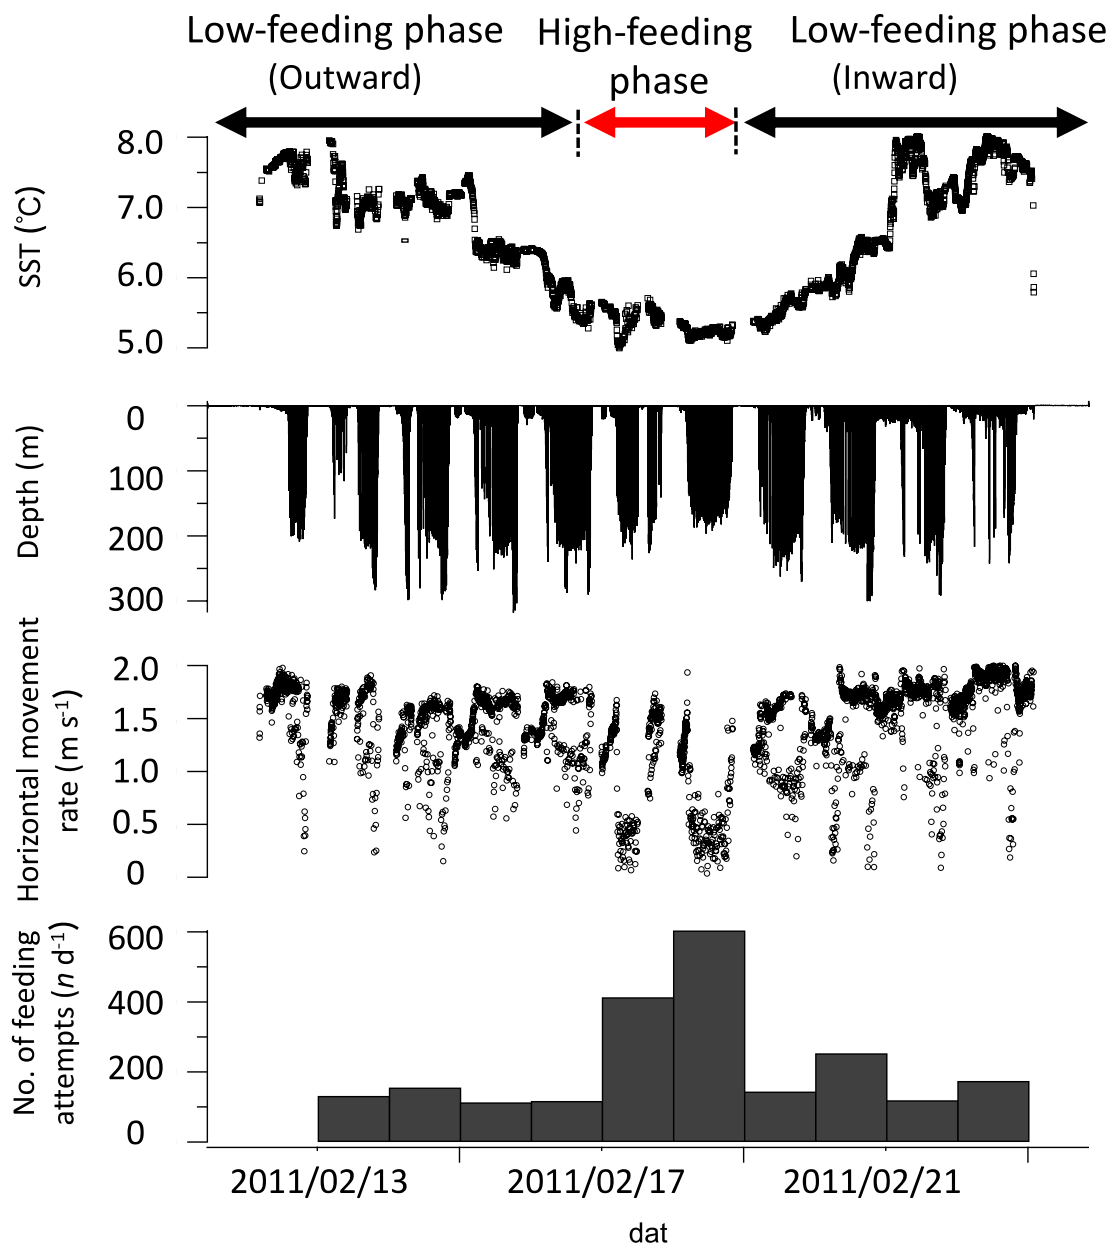 Low-feeding phase
(Outward)
High-feeding
phase
Low-feeding phase
(Inward)
SST (°C)
8.0
7.0
6.0
5.0
Depth (m)
0
100
200
300
Horizontal movement
rate (m s-1)
2.0
1.5
1.0
0.5
0
No. of feeding
attempts (n d-1)
600
400
200
0
2011/02/13
2011/02/17
2011/02/21
dat